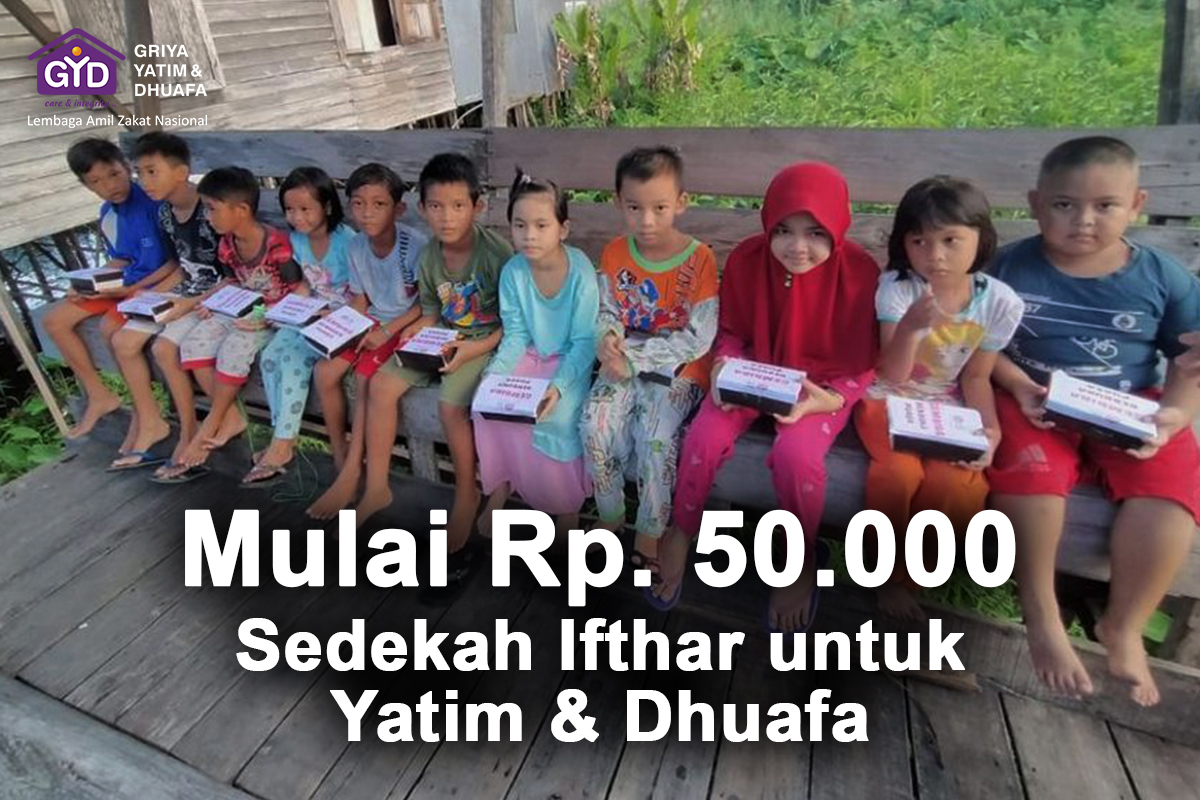 GYD
care & integrity
GRIYA
YATIM &
DHUAFA
Lembaga Amil Zakat Nasional
Mulai Rp. 50.000
Sedekah Ifthar untuk
Yatim & Dhuafa